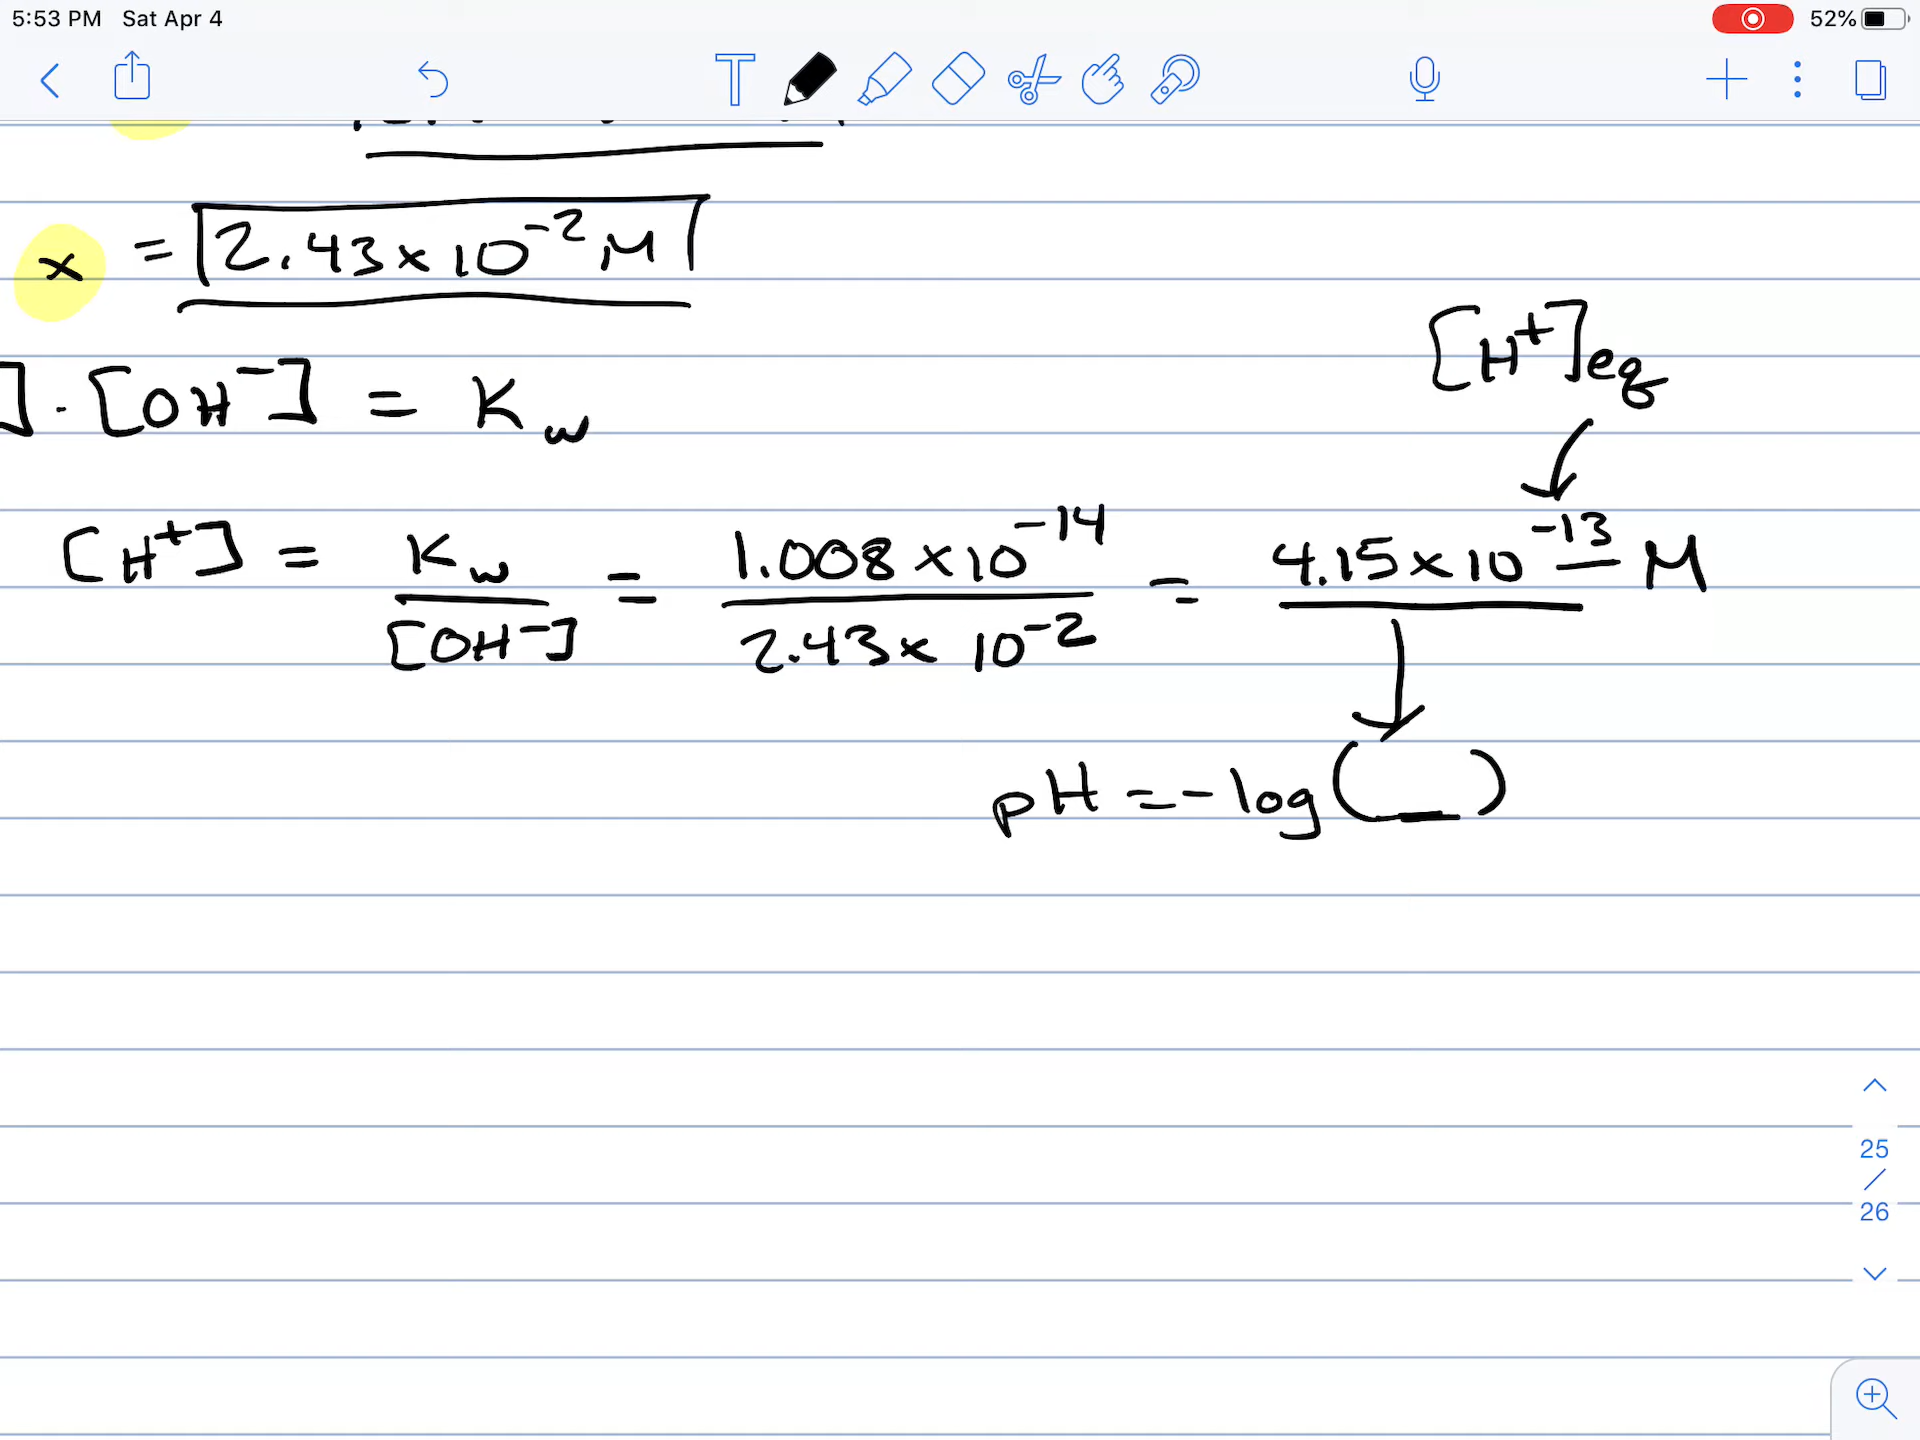 5:53 PM Sat Apr 4
52%
T
x = 2.43 x 10⁻² M
] · [OH⁻] = Kw
[H⁺]eq
[H⁺] = Kw / [OH⁻] = 1.008 x 10⁻¹⁴ / 2.43 x 10⁻² = 4.15 x 10⁻¹³ M
pH = - log ( __ )
25
/
26